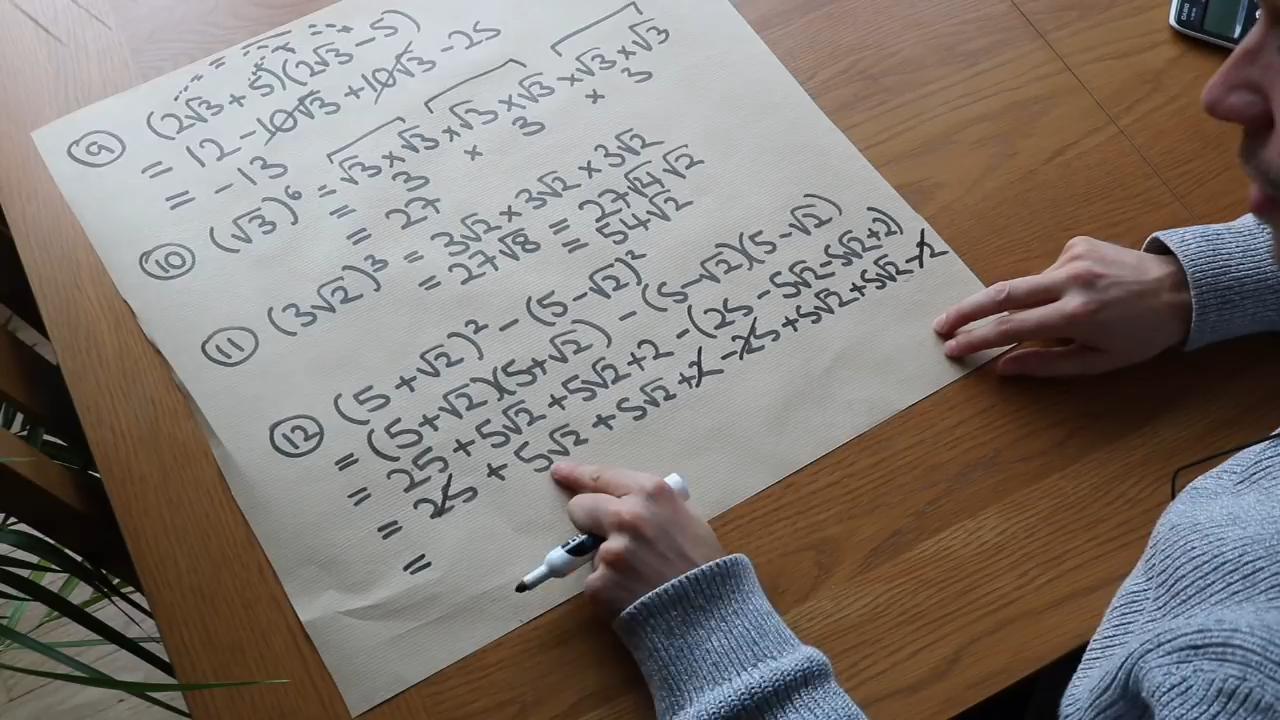 ⑨ (2√3 + 5)(2√3 - 5)
= 12 - 10√3 + 10√3 - 25
= -13
⑩ (√3)⁶ = √3 × √3 × √3 × √3 × √3 × √3
= 3 × 3 × 3
= 27
⑪ (3√2)³ = 3√2 × 3√2 × 3√2
= 27√8 = 27√4√2
= 54√2
⑫ (5 + √2)² - (5 - √2)²
= (5+√2)(5+√2) - (5-√2)(5-√2)
= 25 + 5√2 + 5√2 + 2 - (25 - 5√2 - 5√2 + 2)
= 25 + 5√2 + 5√2 + 2 - 25 + 5√2 + 5√2 - 2
=